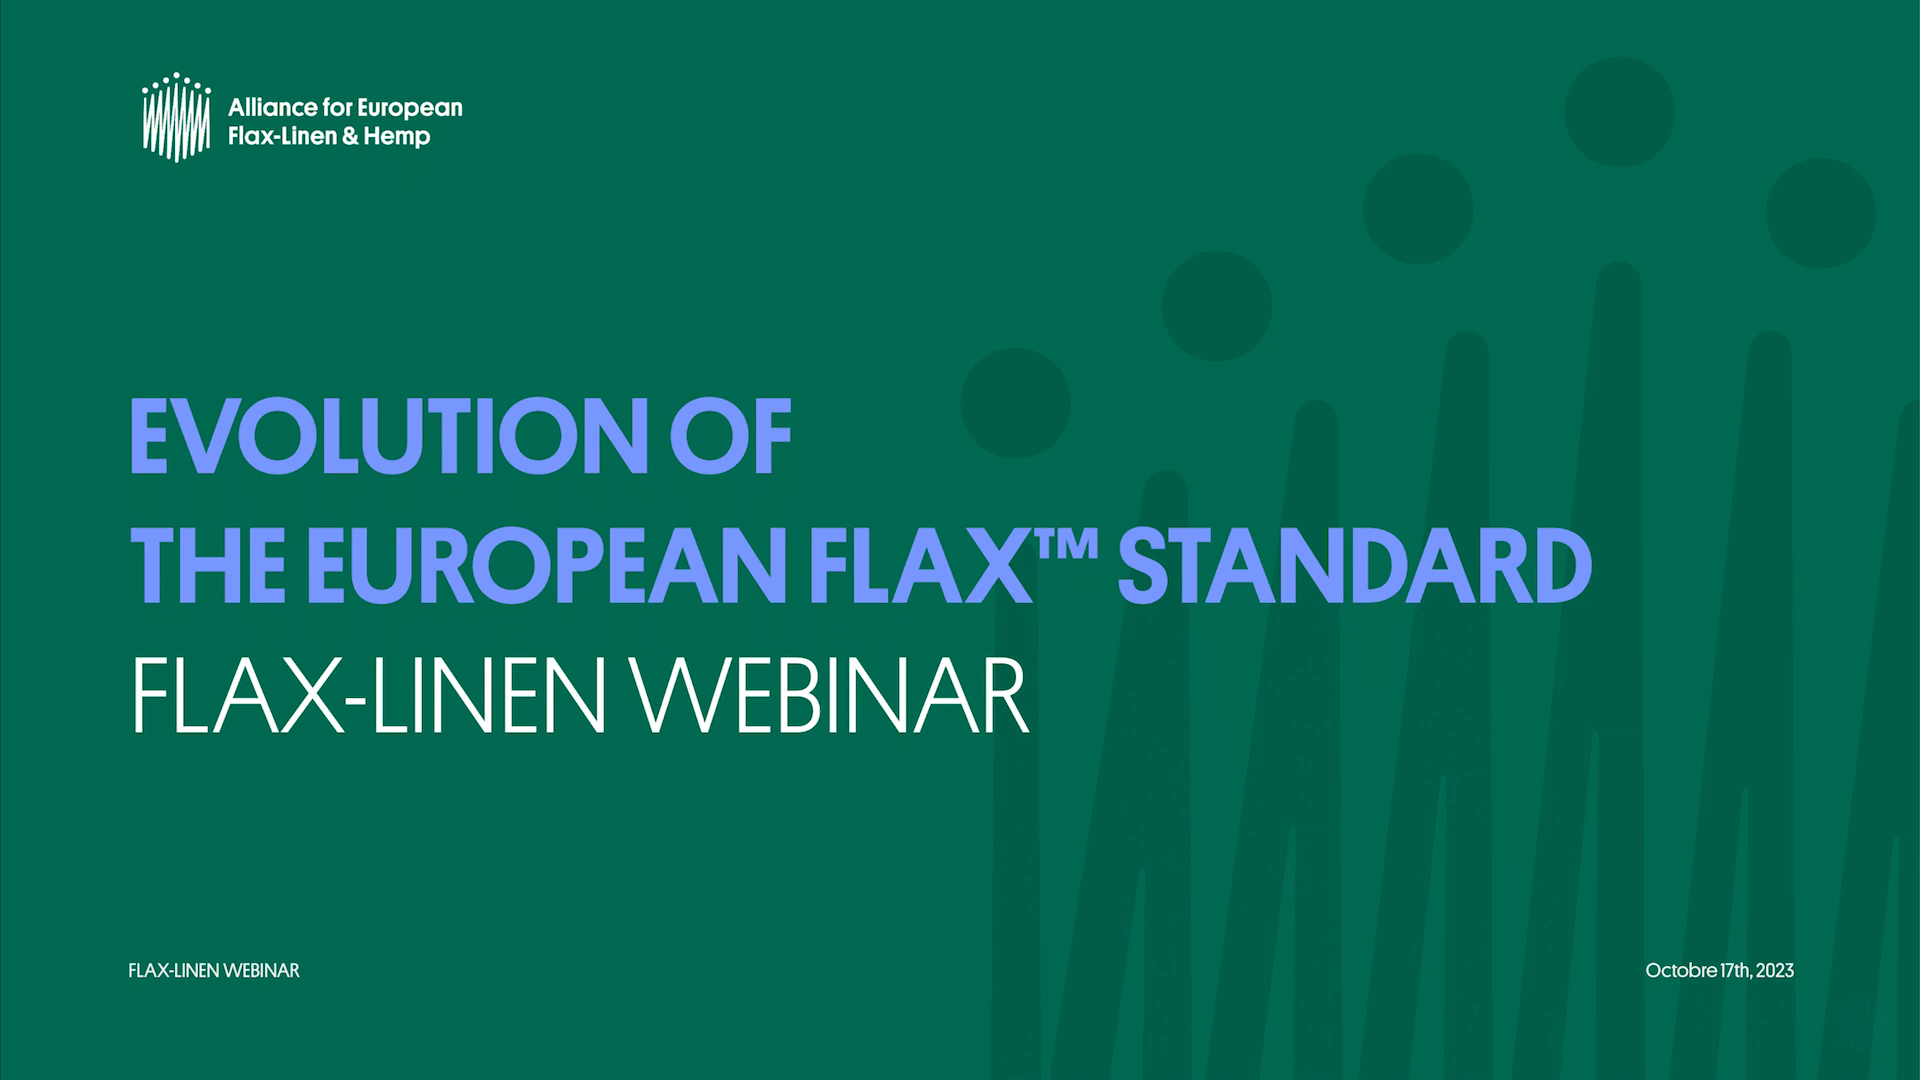 Alliance for European
Flax-Linen & Hemp
EVOLUTION OF
THE EUROPEAN FLAX™ STANDARD
FLAX-LINEN WEBINAR
FLAX-LINEN WEBINAR
Octobre 17th, 2023